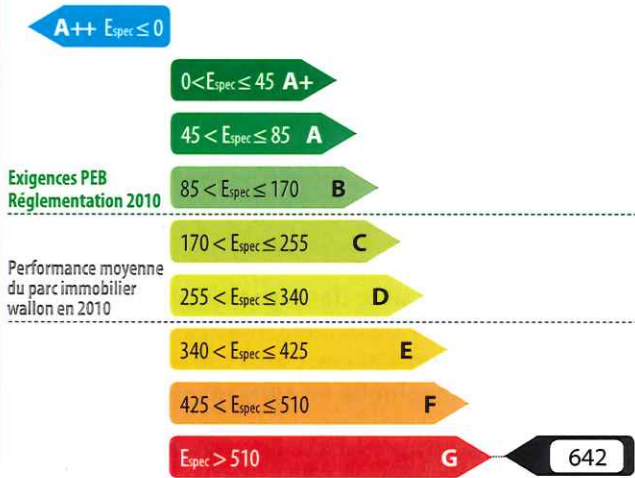 A++ Espec ≤ 0
0<Espec ≤ 45 A+
45 < Espec ≤ 85 A
Exigences PEB
Réglementation 2010
85 < Espec ≤ 170 B
170 < Espec ≤ 255 C
Performance moyenne
du parc immobilier
wallon en 2010
255 < Espec ≤ 340 D
340 < Espec ≤ 425 E
425 < Espec ≤ 510 F
Espec > 510 G
642